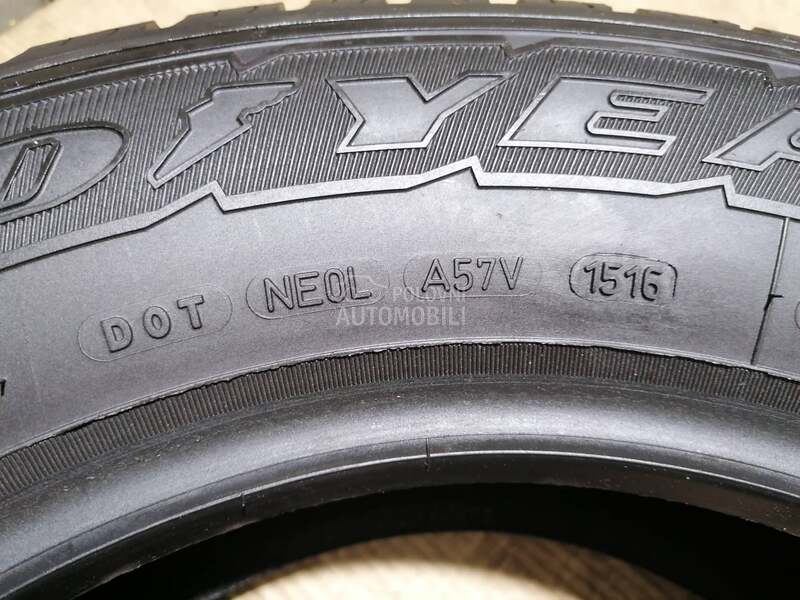 D YEA
DOT NE0L A57V 1516
POLOVNI
AUTOMOBILI